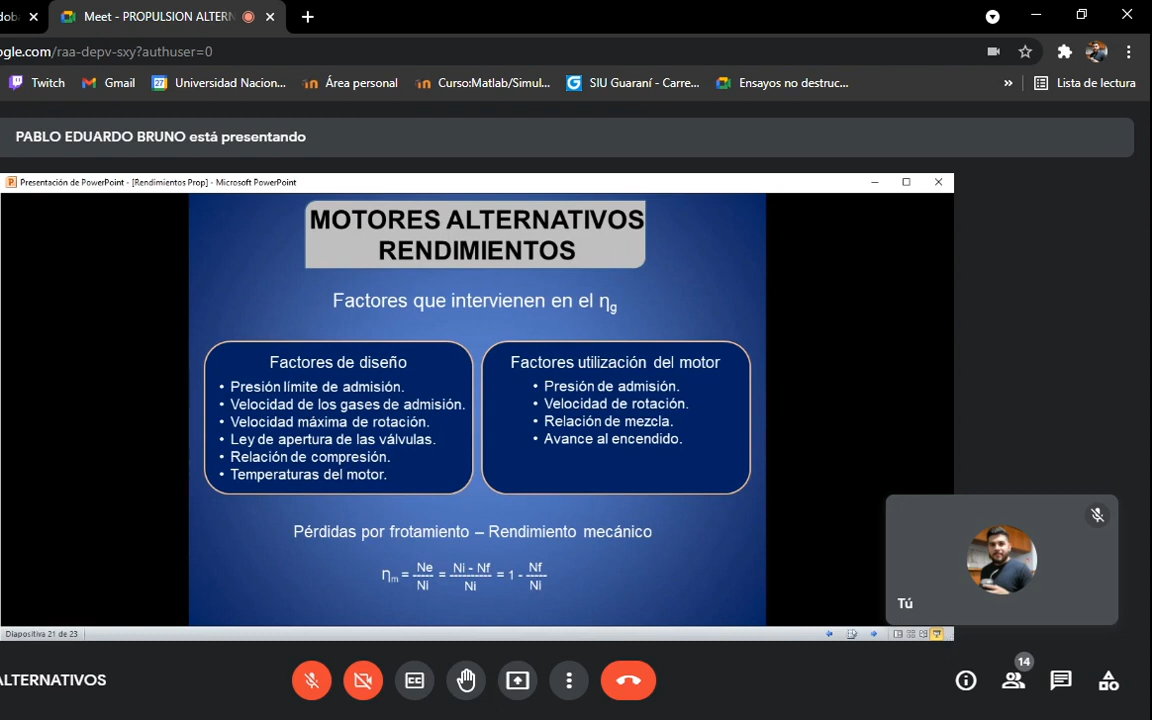 dob
Meet - PROPULSION ALTERN
ogle.com/raa-depv-sxy?authuser=0
Twitch
Gmail
27
Universidad Nacion...
Área personal
Curso:Matlab/Simul...
SIU Guaraní - Carre...
Ensayos no destruc...
»
Lista de lectura
PABLO EDUARDO BRUNO está presentando
Presentación de PowerPoint - [Rendimientos Prop] - Microsoft PowerPoint
MOTORES ALTERNATIVOS
RENDIMIENTOS
Factores que intervienen en el ηg
Factores de diseño
• Presión límite de admisión.
• Velocidad de los gases de admisión.
• Velocidad máxima de rotación.
• Ley de apertura de las válvulas.
• Relación de compresión.
• Temperaturas del motor.
Factores utilización del motor
• Presión de admisión.
• Velocidad de rotación.
• Relación de mezcla.
• Avance al encendido.
Pérdidas por frotamiento – Rendimiento mecánico
ηm = Ne/Ni = Ni - Nf/Ni = 1 - Nf/Ni
Tú
Diapositiva 21 de 23
ALTERNATIVOS
14